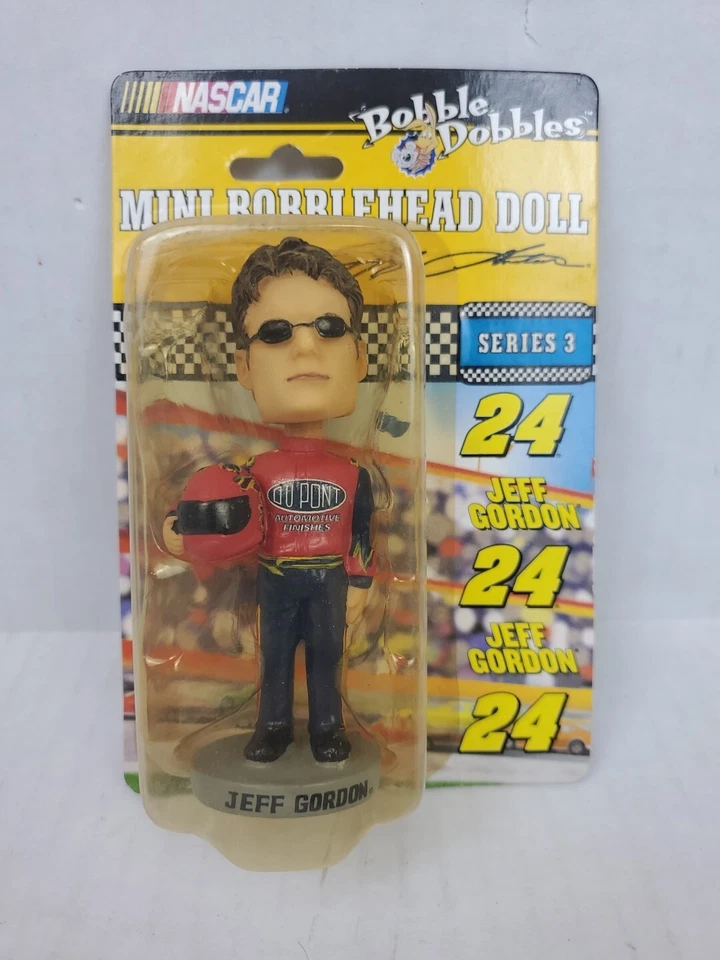 NASCAR
Bobble
Dobbles™
MINI BOBBLEHEAD DOLL
SERIES 3
24
JEFF
GORDON
24
JEFF
GORDON
24
DU PONT
AUTOMOTIVE
FINISHES
JEFF GORDON